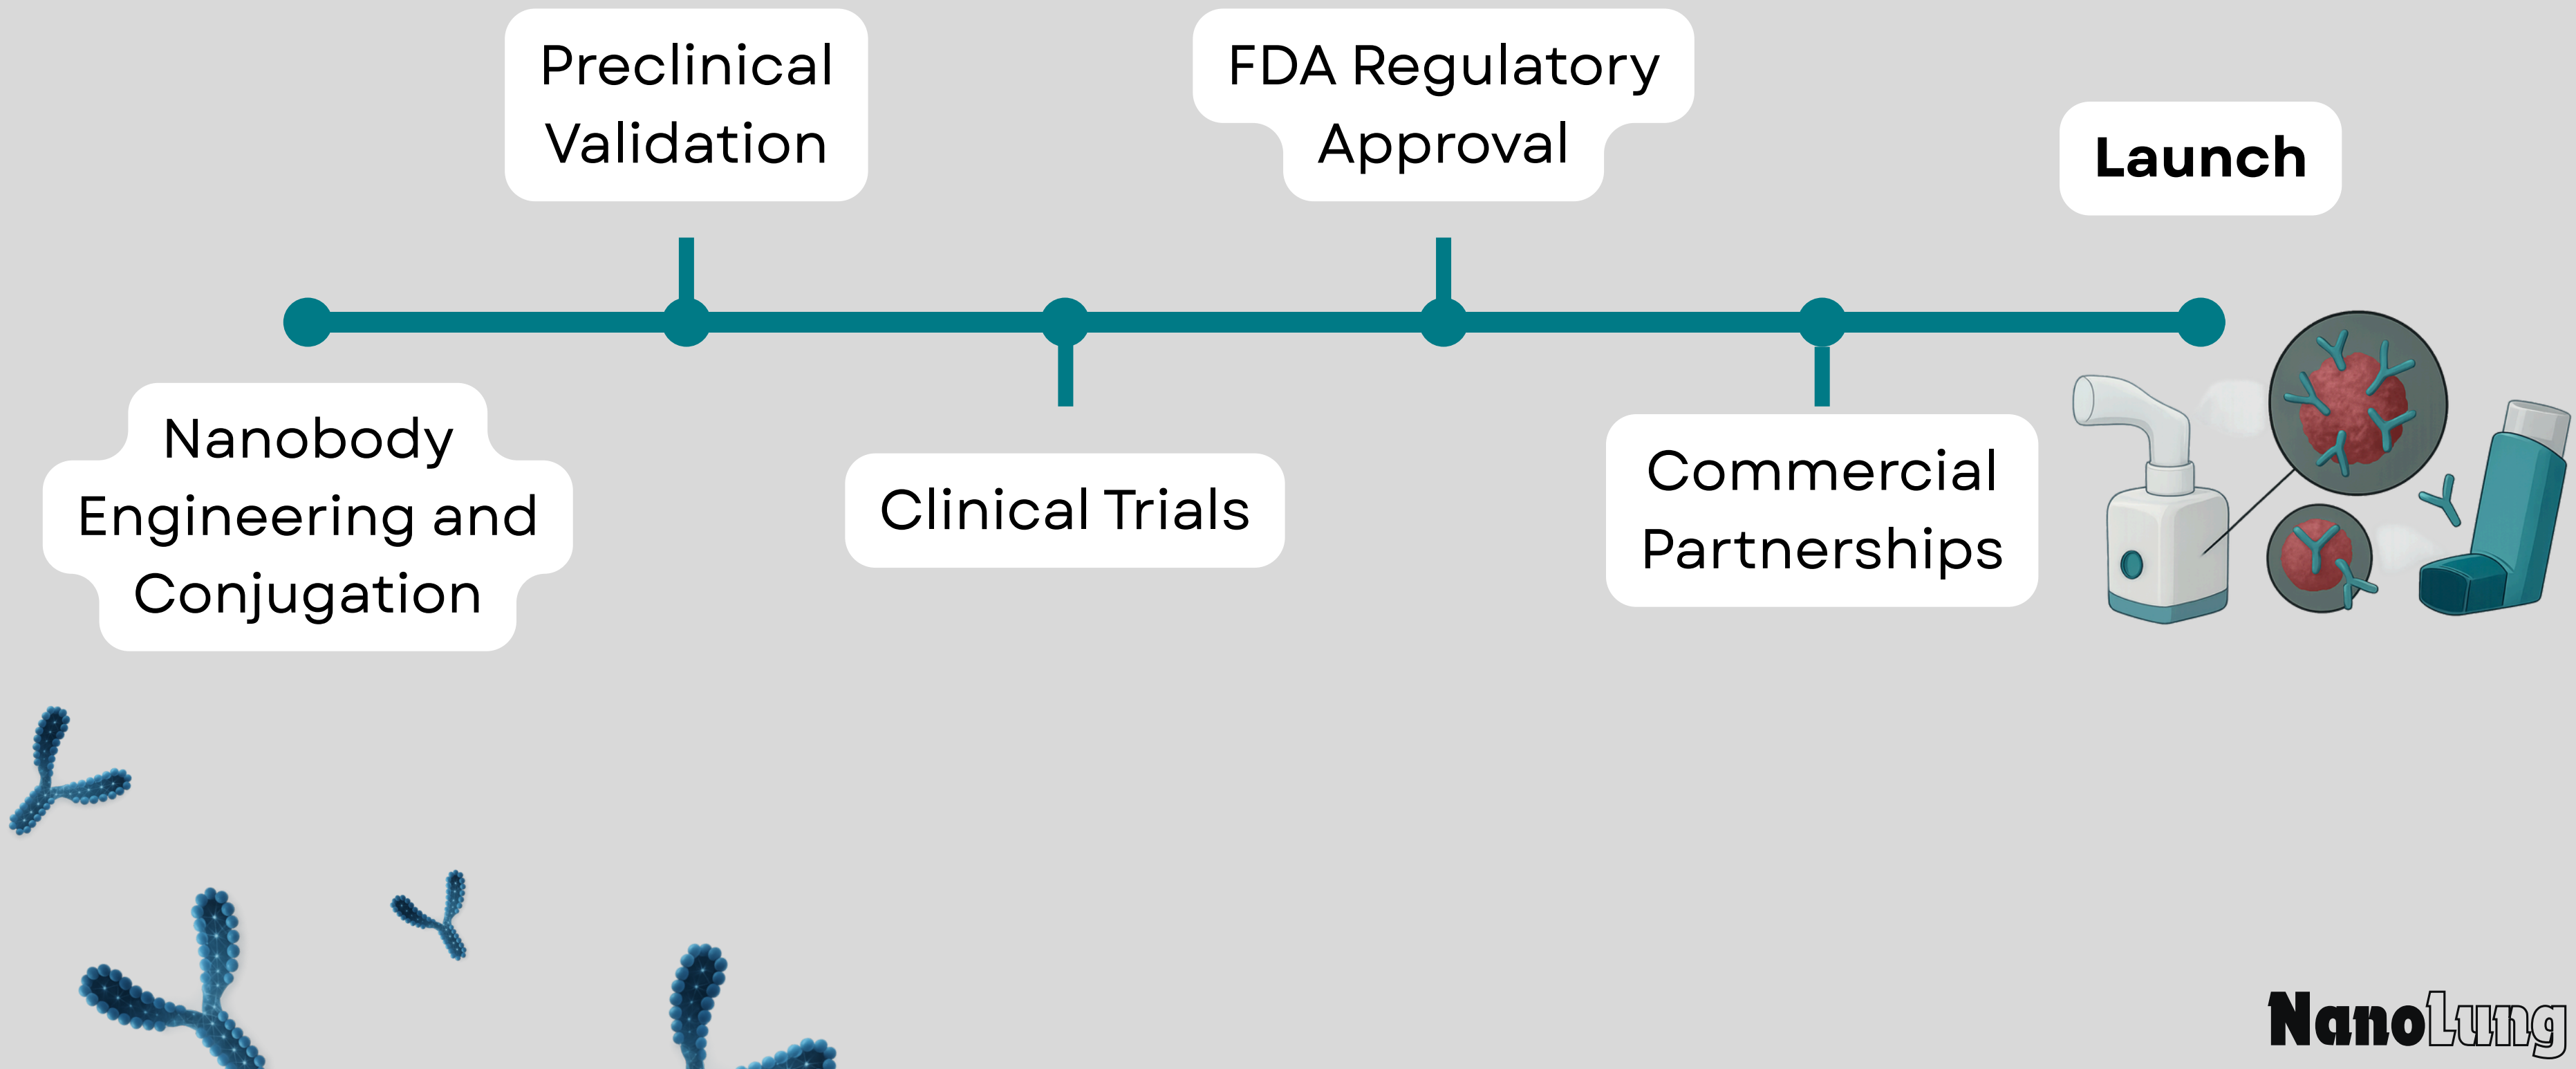 Preclinical
Validation
FDA Regulatory
Approval
Launch
Nanobody
Engineering and
Conjugation
Clinical Trials
Commercial
Partnerships
NanoLung